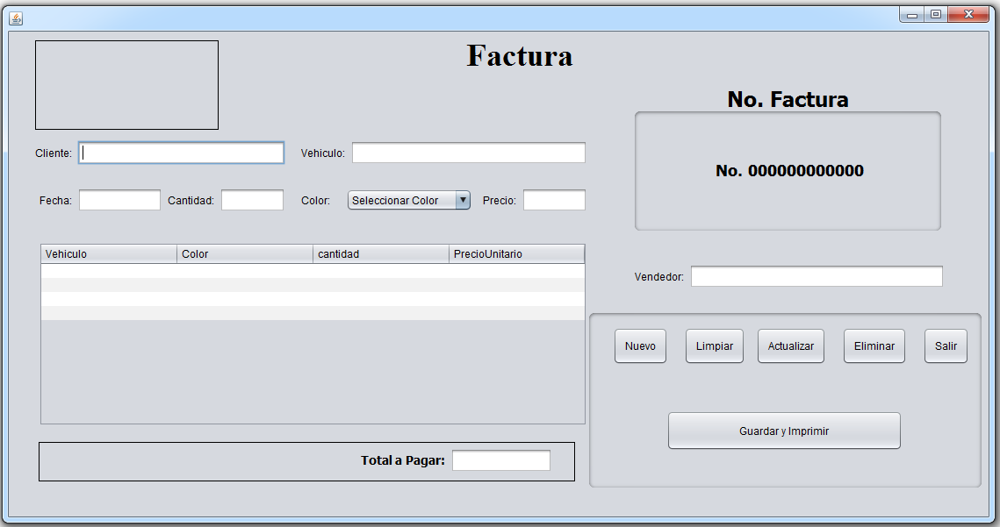 Factura
No. Factura
No. 000000000000
Cliente:
Vehiculo:
Fecha:
Cantidad:
Color:
Seleccionar Color
Precio:
Vehiculo
Color
cantidad
PrecioUnitario
Vendedor:
Nuevo
Limpiar
Actualizar
Eliminar
Salir
Guardar y Imprimir
Total a Pagar: